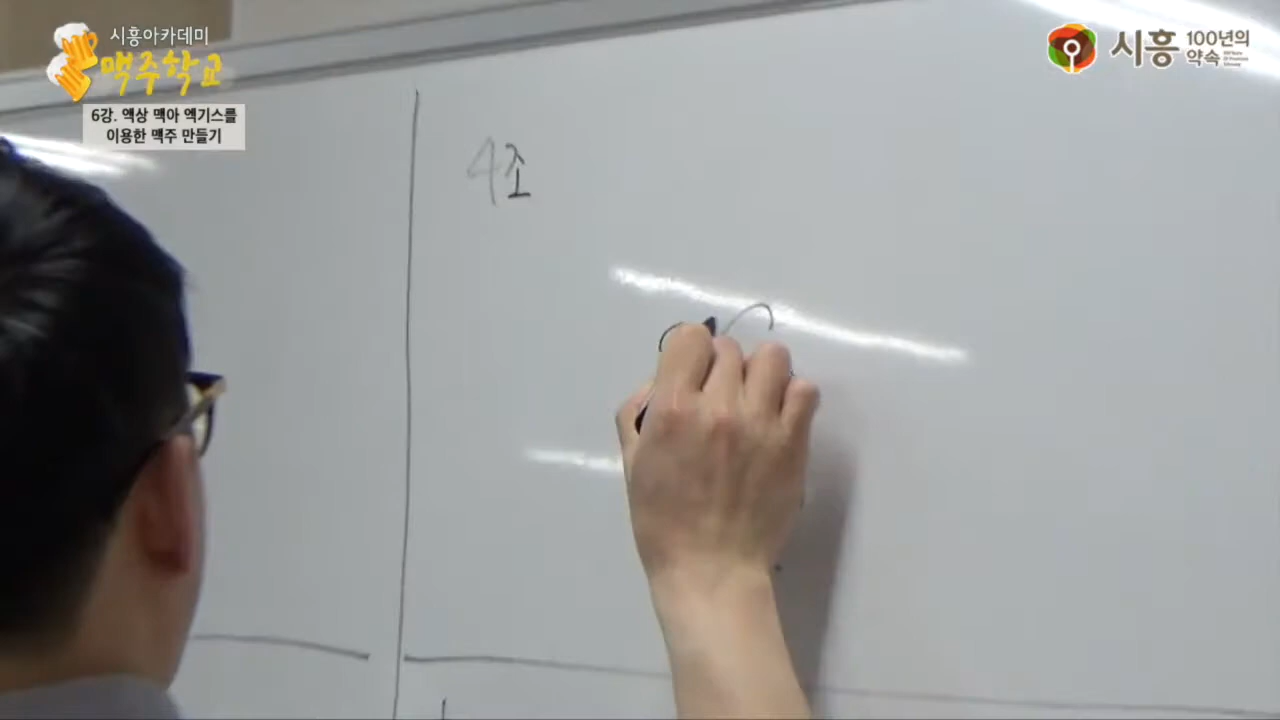 시흥아카데미
맥주학교
6강. 액상 맥아 엑기스를
이용한 맥주 만들기
시흥 100년의
약속
4조